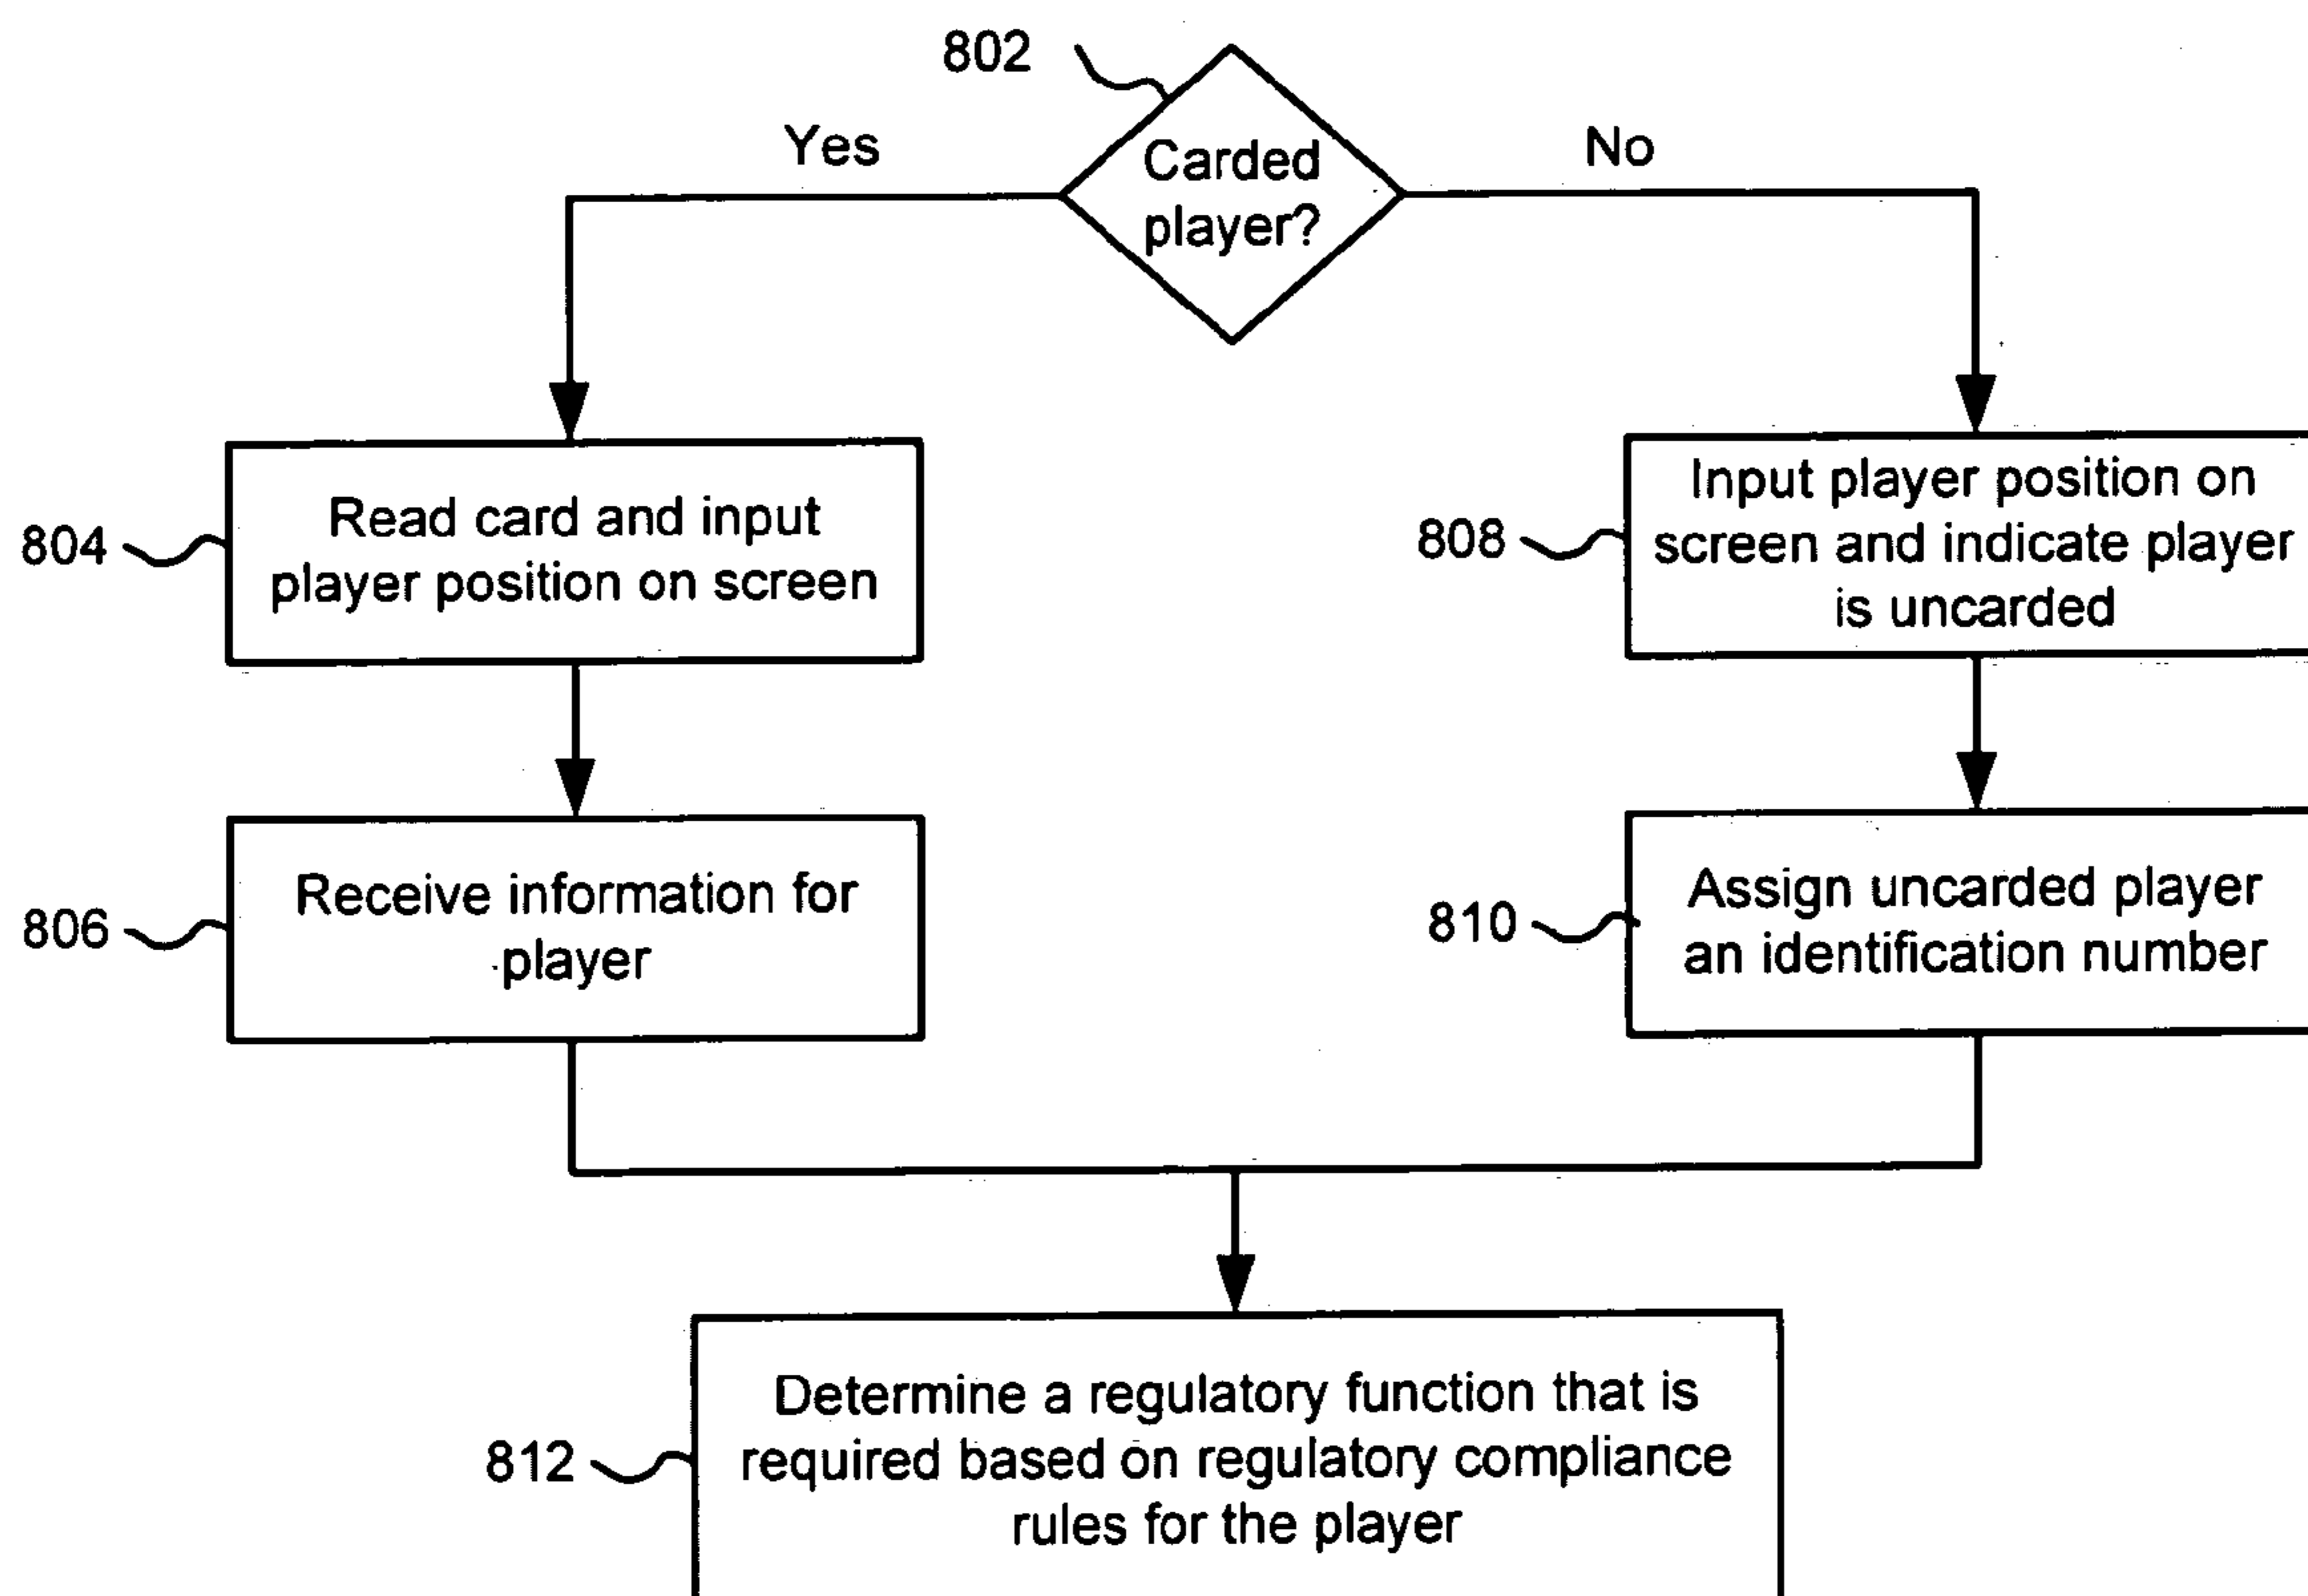 802
Yes
Carded
player?
No
804
Read card and input
player position on screen
808
Input player position on
screen and indicate player
is uncarded
806
Receive information for
player
810
Assign uncarded player
an identification number
812
Determine a regulatory function that is
required based on regulatory compliance
rules for the player